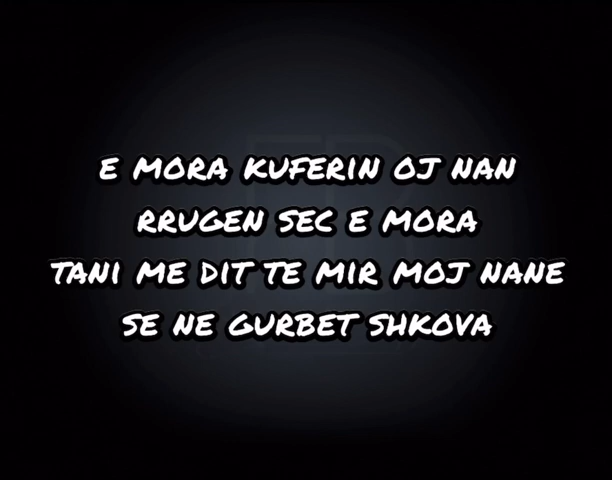 E MORA KUFERIN OJ NAN
RRUGEN SEC E MORA
TANI ME DIT TE MIR MOJ NANE
SE NE GURBET SHKOVA